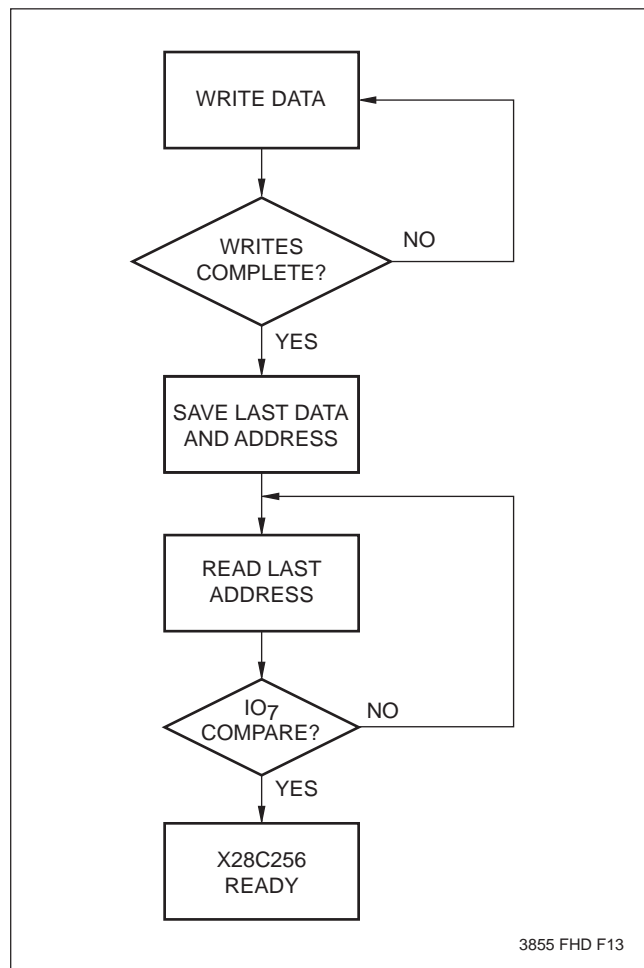 WRITE DATA
WRITES
COMPLETE?
NO
YES
SAVE LAST DATA
AND ADDRESS
READ LAST
ADDRESS
IO7
COMPARE?
NO
YES
X28C256
READY
3855 FHD F13